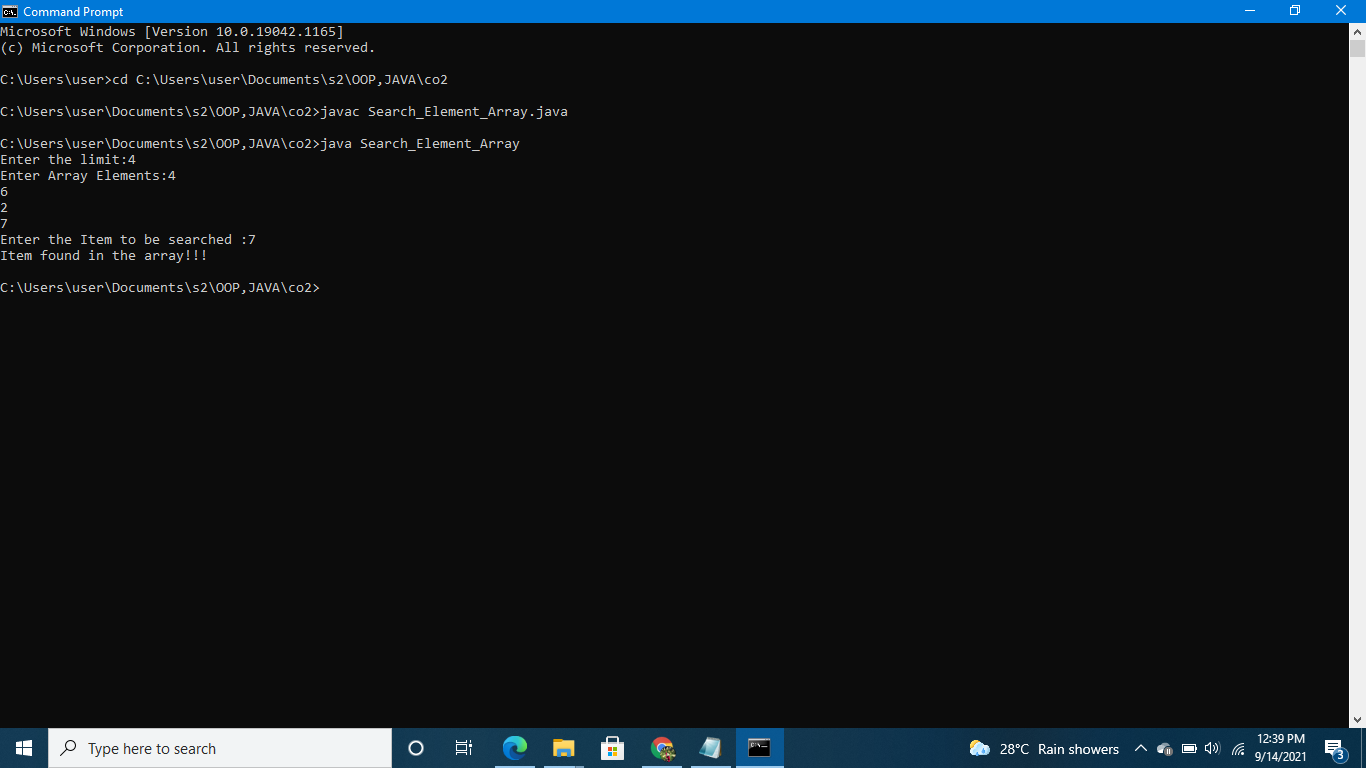 Command Prompt
Microsoft Windows [Version 10.0.19042.1165]
(c) Microsoft Corporation. All rights reserved.
C:\Users\user>cd C:\Users\user\Documents\s2\OOP,JAVA\co2
C:\Users\user\Documents\s2\OOP,JAVA\co2>javac Search_Element_Array.java
C:\Users\user\Documents\s2\OOP,JAVA\co2>java Search_Element_Array
Enter the limit:4
Enter Array Elements:4
6
2
7
Enter the Item to be searched :7
Item found in the array!!!
C:\Users\user\Documents\s2\OOP,JAVA\co2>
Type here to search
28°C Rain showers
12:39 PM
9/14/2021
3